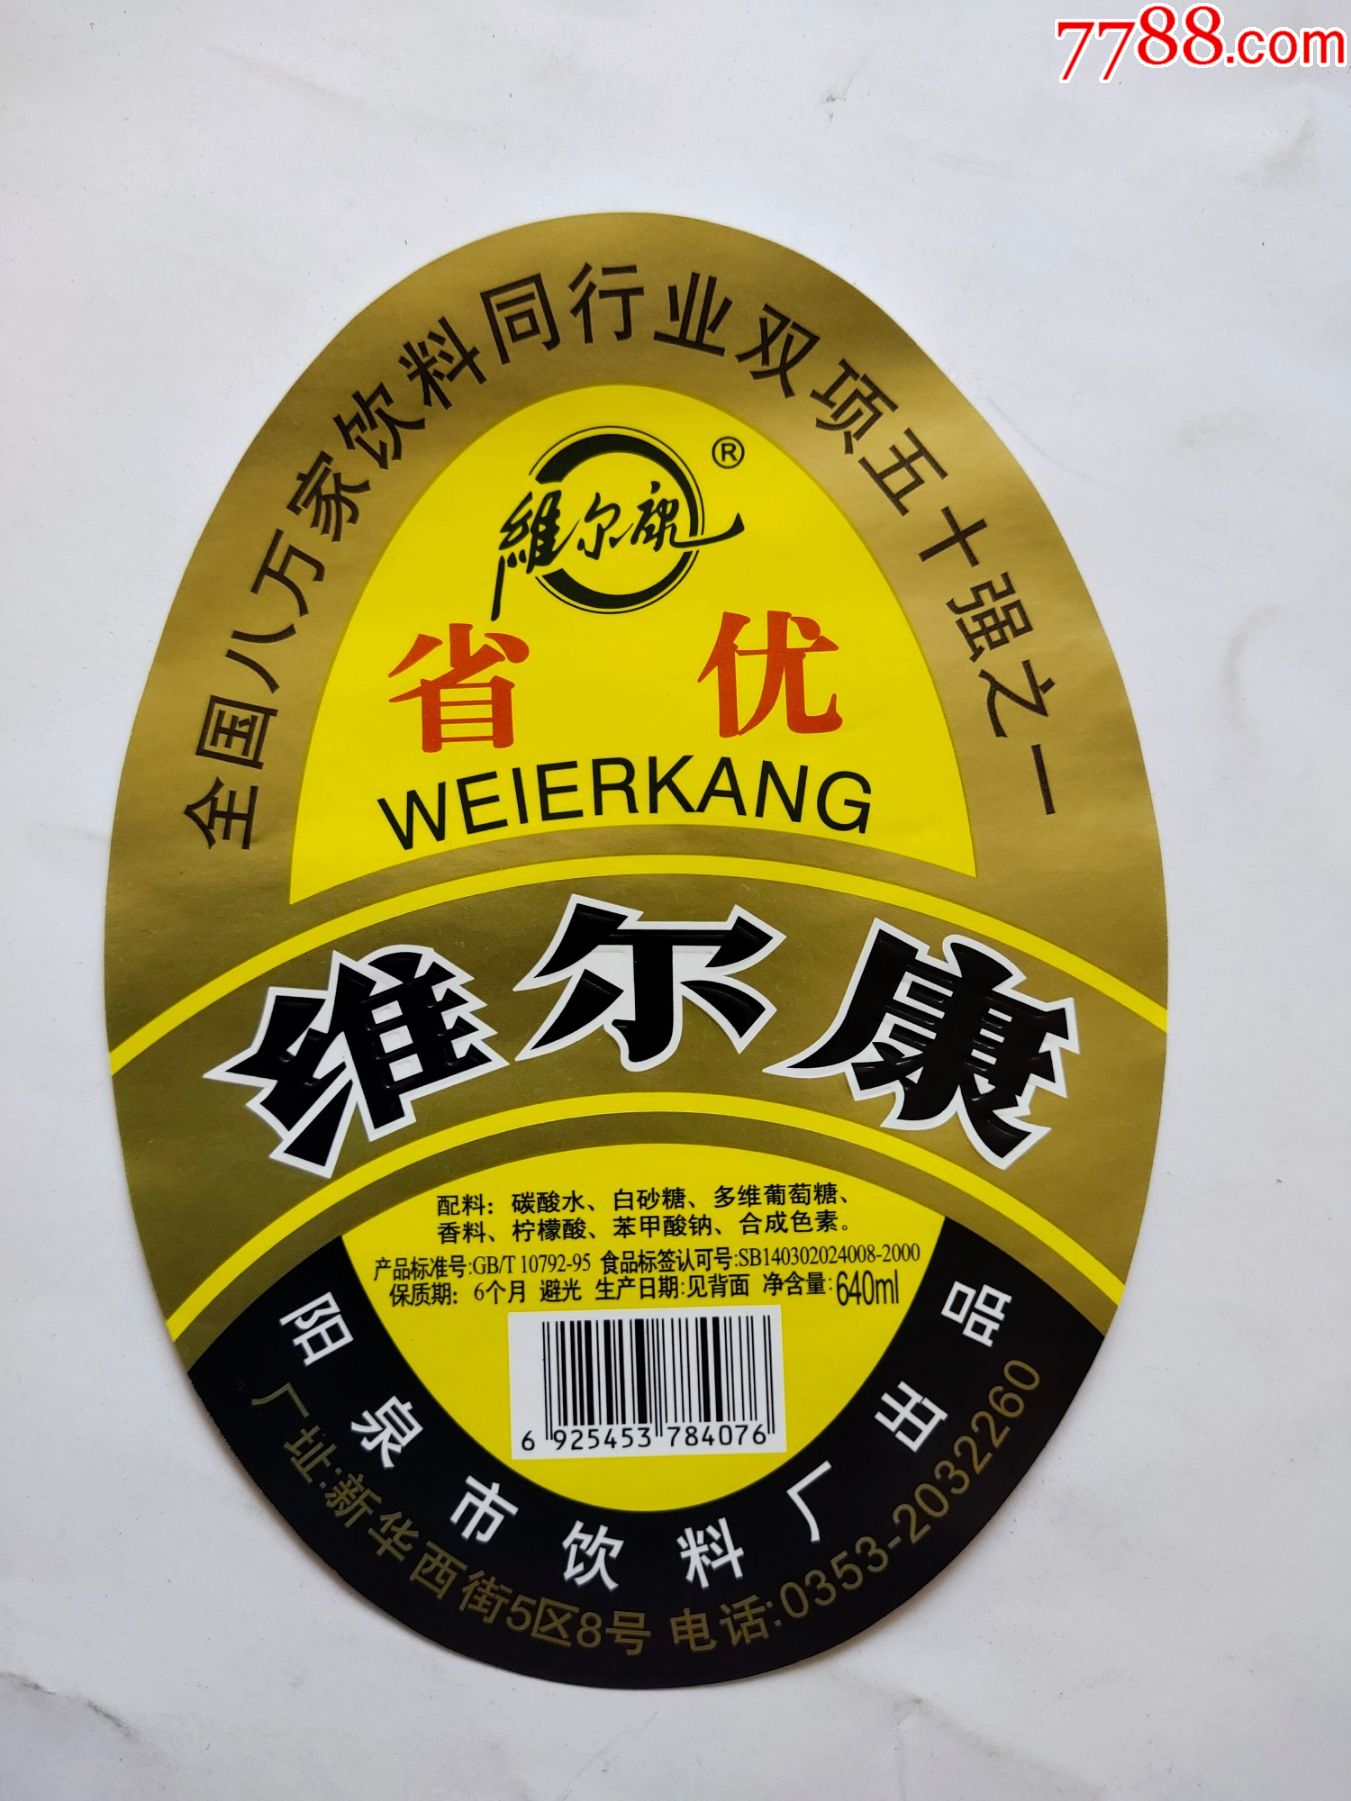 7788.com
全国八万家饮料同行业双项五十强之一
維尔康®
省优
WEIERKANG
维尔康
配料：碳酸水、白砂糖、多维葡萄糖、
香料、柠檬酸、苯甲酸钠、合成色素。
产品标准号:GB/T 10792-95 食品标签认可号:SB140302024008-2000
保质期：6个月 避光 生产日期:见背面 净含量:640ml
6 925453 784076
阳泉市饮料厂出品
厂址:新华西街5区8号 电话:0353-2032260